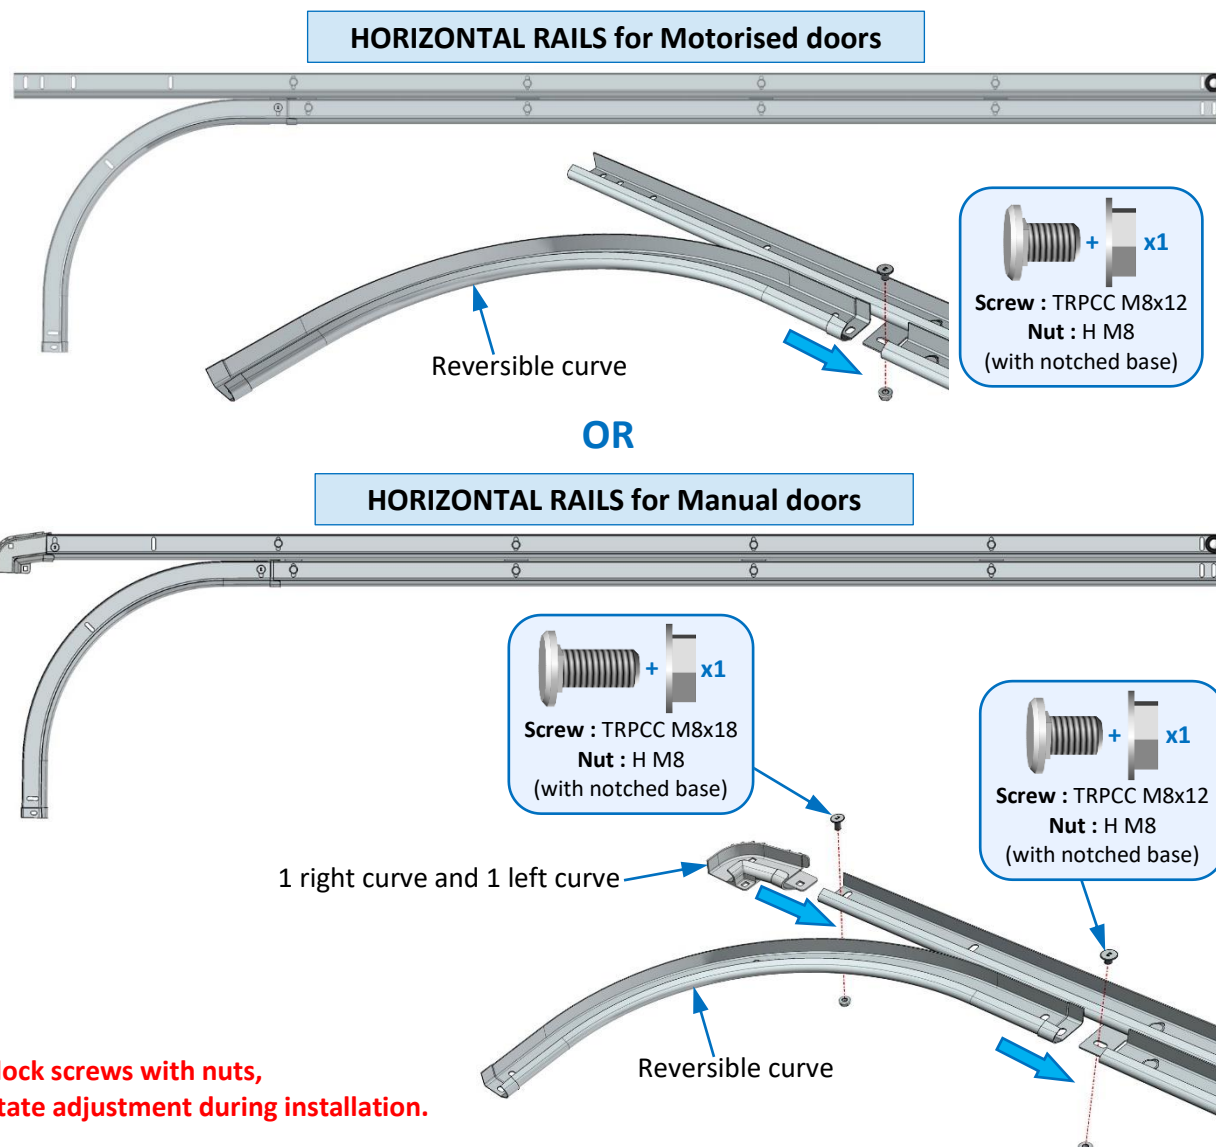 HORIZONTAL RAILS for Motorised doors
+ x1
Screw : TRPCC M8x12
Nut : H M8
(with notched base)
Reversible curve
OR
HORIZONTAL RAILS for Manual doors
+ x1
Screw : TRPCC M8x18
Nut : H M8
(with notched base)
+ x1
Screw : TRPCC M8x12
Nut : H M8
(with notched base)
1 right curve and 1 left curve
Reversible curve
screws with nuts,
adjustment during installation.